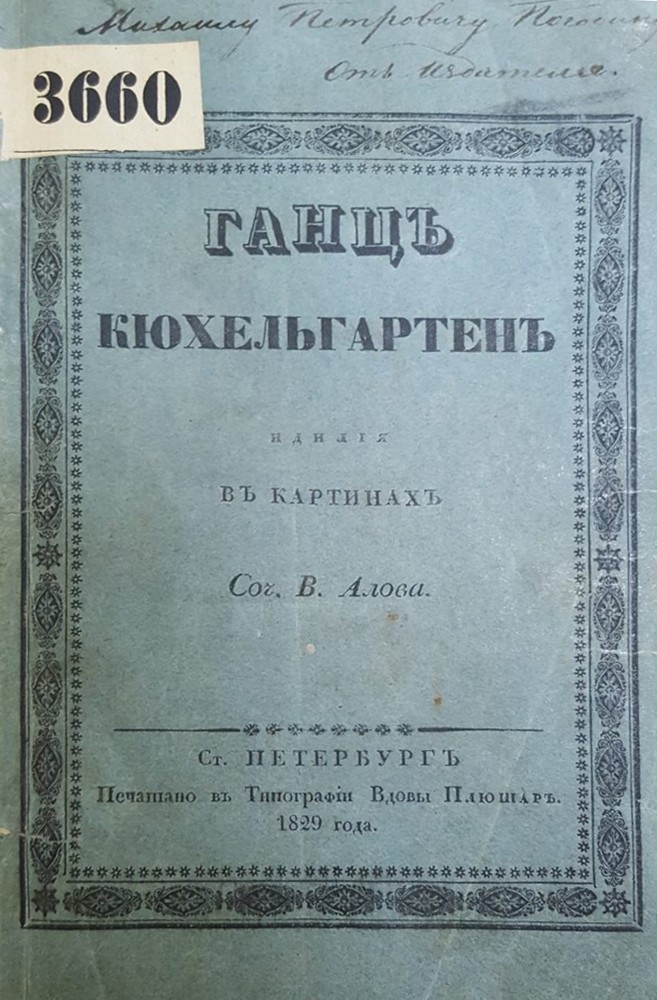 Михаилу Петровичу Погодину
Отъ Издателя.
3660
ГАНЦЪ
КЮХЕЛЬГАРТЕНЪ
ИДИЛІЯ
ВЪ КАРТИНАХЪ
Соч. В. Алова.
Ст. ПЕТЕРБУРГЪ
Печатано въ Типографіи Вдовы Плюшаръ.
1829 года.